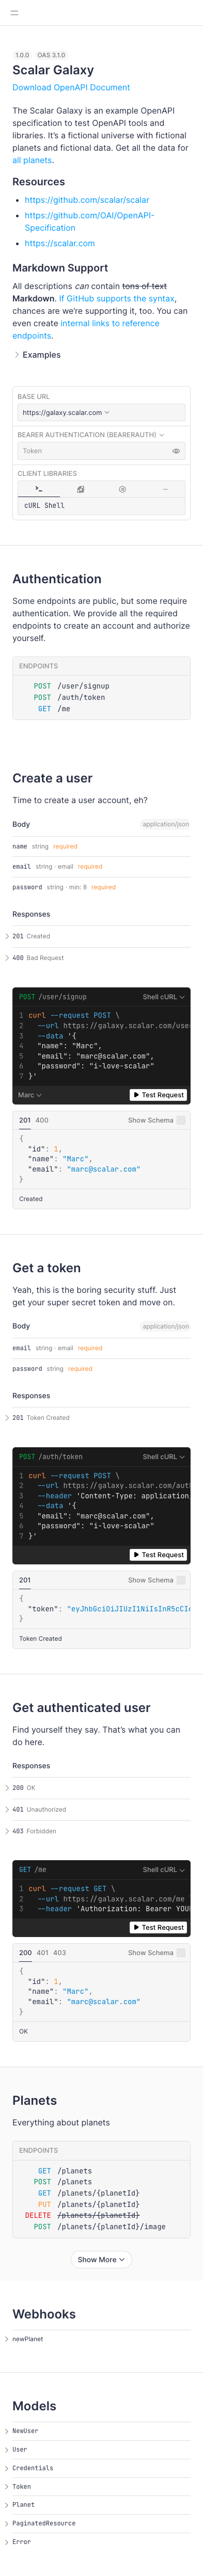 1.0.0 OAS 3.1.0
Scalar Galaxy
Download OpenAPI Document
The Scalar Galaxy is an example OpenAPI
specification to test OpenAPI tools and
libraries. It's a fictional universe with fictional
planets and fictional data. Get all the data for
all planets.
Resources
https://github.com/scalar/scalar
https://github.com/OAI/OpenAPI-
Specification
https://scalar.com
Markdown Support
All descriptions can contain tons of text
Markdown. If GitHub supports the syntax,
chances are we're supporting it, too. You can
even create internal links to reference
endpoints.
Examples
BASE URL
https://galaxy.scalar.com
BEARER AUTHENTICATION (BEARERAUTH)
Token
CLIENT LIBRARIES
cURL Shell
Authentication
Some endpoints are public, but some require
authentication. We provide all the required
endpoints to create an account and authorize
yourself.
ENDPOINTS
POST /user/signup
POST /auth/token
GET /me
Create a user
Time to create a user account, eh?
Body application/json
name string required
email string · email required
password string · min: 8 required
Responses
201 Created
400 Bad Request
POST /user/signup Shell cURL
1 curl --request POST \
2 --url https://galaxy.scalar.com/user
3 --data '{
4 "name": "Marc",
5 "email": "marc@scalar.com",
6 "password": "i-love-scalar"
7 }'
Marc Test Request
201 400 Show Schema
{
"id": 1,
"name": "Marc",
"email": "marc@scalar.com"
}
Created
Get a token
Yeah, this is the boring security stuff. Just
get your super secret token and move on.
Body application/json
email string · email required
password string required
Responses
201 Token Created
POST /auth/token Shell cURL
1 curl --request POST \
2 --url https://galaxy.scalar.com/aut
3 --header 'Content-Type: application
4 --data '{
5 "email": "marc@scalar.com",
6 "password": "i-love-scalar"
7 }'
Test Request
201 Show Schema
{
"token": "eyJhbGciOiJIUzI1NiIsInR5cCI
}
Token Created
Get authenticated user
Find yourself they say. That's what you can
do here.
Responses
200 OK
401 Unauthorized
403 Forbidden
GET /me Shell cURL
1 curl --request GET \
2 --url https://galaxy.scalar.com/me
3 --header 'Authorization: Bearer YOU
Test Request
200 401 403 Show Schema
{
"id": 1,
"name": "Marc",
"email": "marc@scalar.com"
}
OK
Planets
Everything about planets
ENDPOINTS
GET /planets
POST /planets
GET /planets/{planetId}
PUT /planets/{planetId}
DELETE /planets/{planetId}
POST /planets/{planetId}/image
Show More
Webhooks
newPlanet
Models
NewUser
User
Credentials
Token
Planet
PaginatedResource
Error